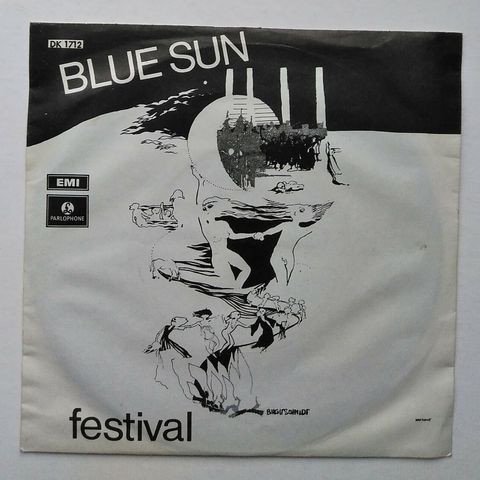 DK 1712
BLUE SUN
EMI
PARLOPHONE
festival